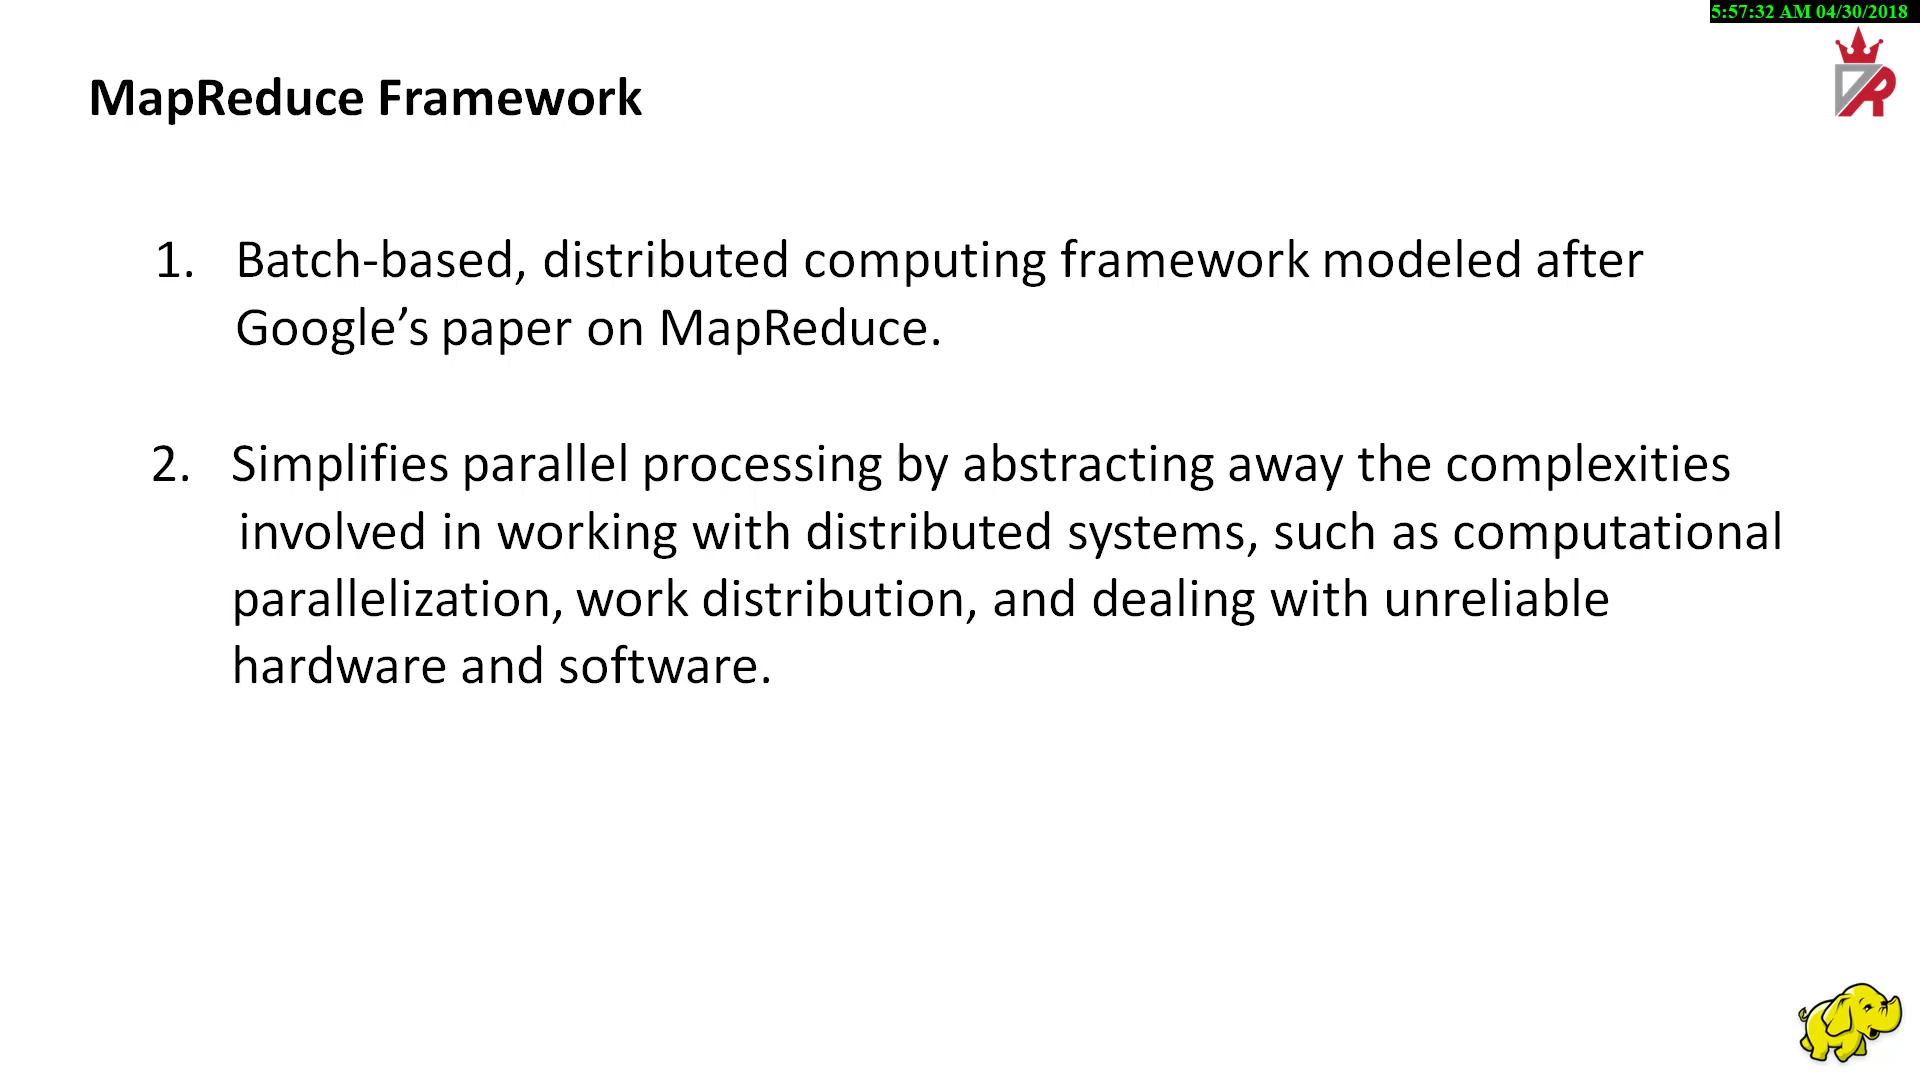 5:57:32 AM 04/30/2018
MapReduce Framework
1. Batch-based, distributed computing framework modeled after
Google’s paper on MapReduce.
2. Simplifies parallel processing by abstracting away the complexities
involved in working with distributed systems, such as computational
parallelization, work distribution, and dealing with unreliable
hardware and software.